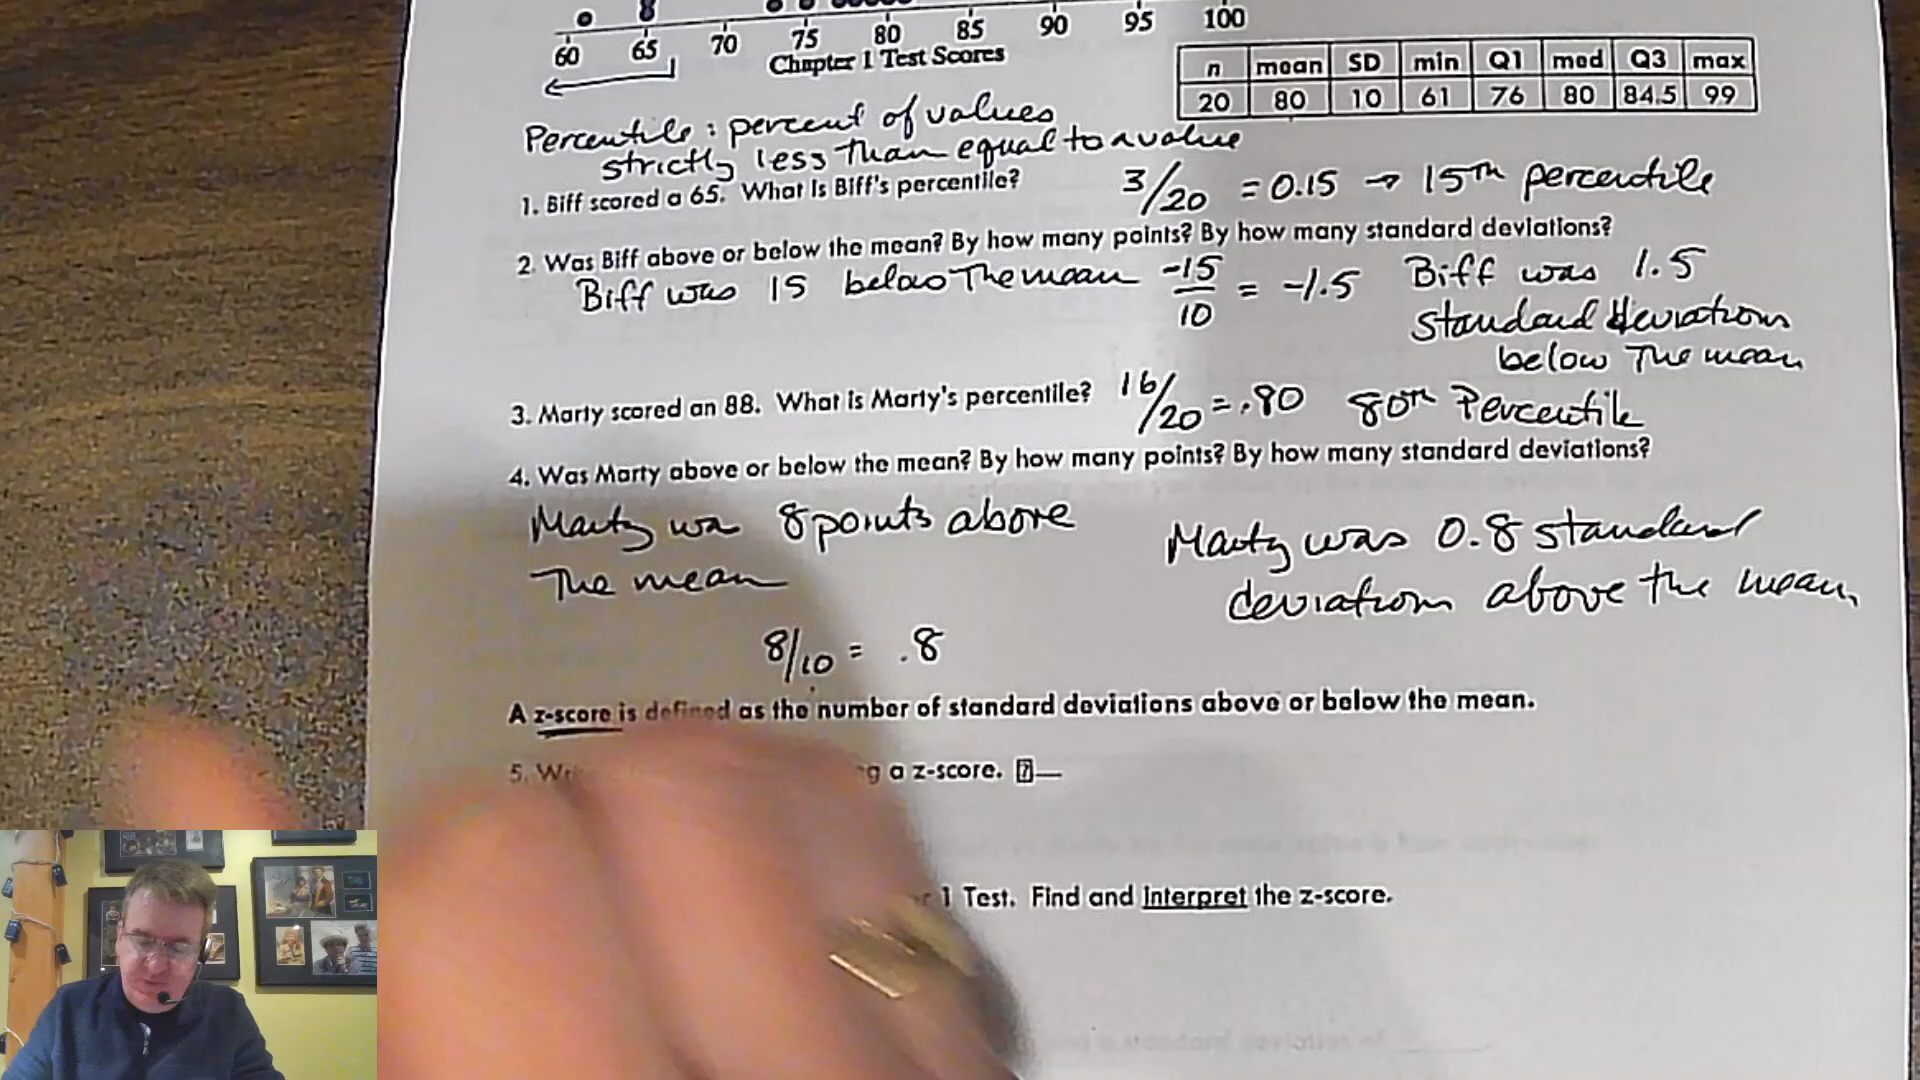 60 65 70 75 80 85 90 95 100
Chapter 1 Test Scores
n mean SD min Q1 med Q3 max
20 80 10 61 76 80 84.5 99
Percentile: percent of values
strictly less than equal to a value
1. Biff scored a 65. What is Biff's percentile? 3/20 = 0.15 → 15th percentile
2. Was Biff above or below the mean? By how many points? By how many standard deviations?
Biff was 15 below The mean -15/10 = -1.5 Biff was 1.5
standard deviations
below The mean
3. Marty scored an 88. What is Marty's percentile? 16/20 = .80 80th Percentile
4. Was Marty above or below the mean? By how many points? By how many standard deviations?
Marty wa 8 points above
The mean
Marty was 0.8 standard
deviations above the mean.
8/10 = .8
A z-score is defined as the number of standard deviations above or below the mean.
5. a z-score.
1 Test. Find and Interpret the z-score.